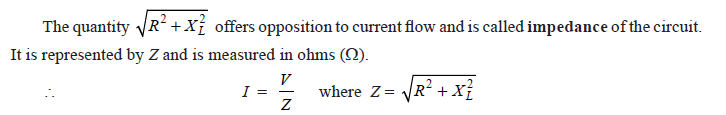 The quantity √(R² + X_L²) offers opposition to current flow and is called impedance of the circuit.
It is represented by Z and is measured in ohms (Ω).
∴ I = V/Z where Z = √(R² + X_L²)